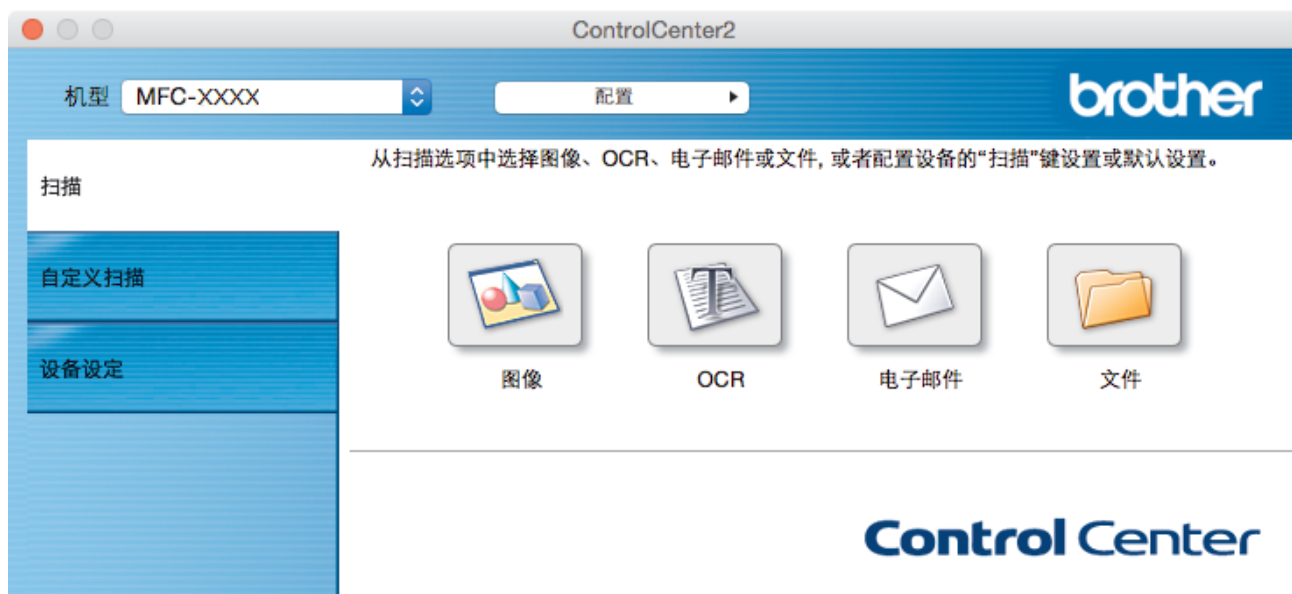 ControlCenter2
机型 MFC-XXXX 配置 brother
从扫描选项中选择图像、OCR、电子邮件或文件, 或者配置设备的“扫描”键设置或默认设置。
扫描
自定义扫描
设备设定
图像 OCR 电子邮件 文件
Control Center